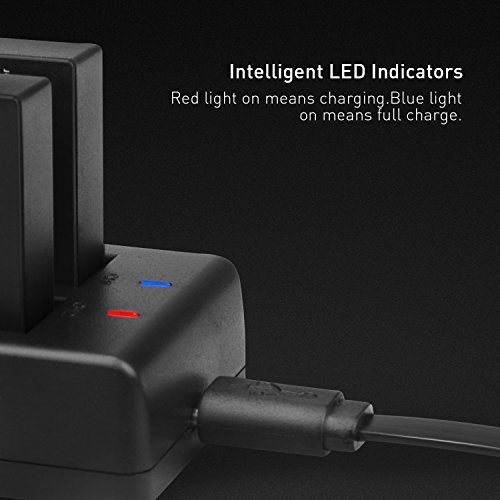 Intelligent LED Indicators
Red light on means charging.Blue light
on means full charge.